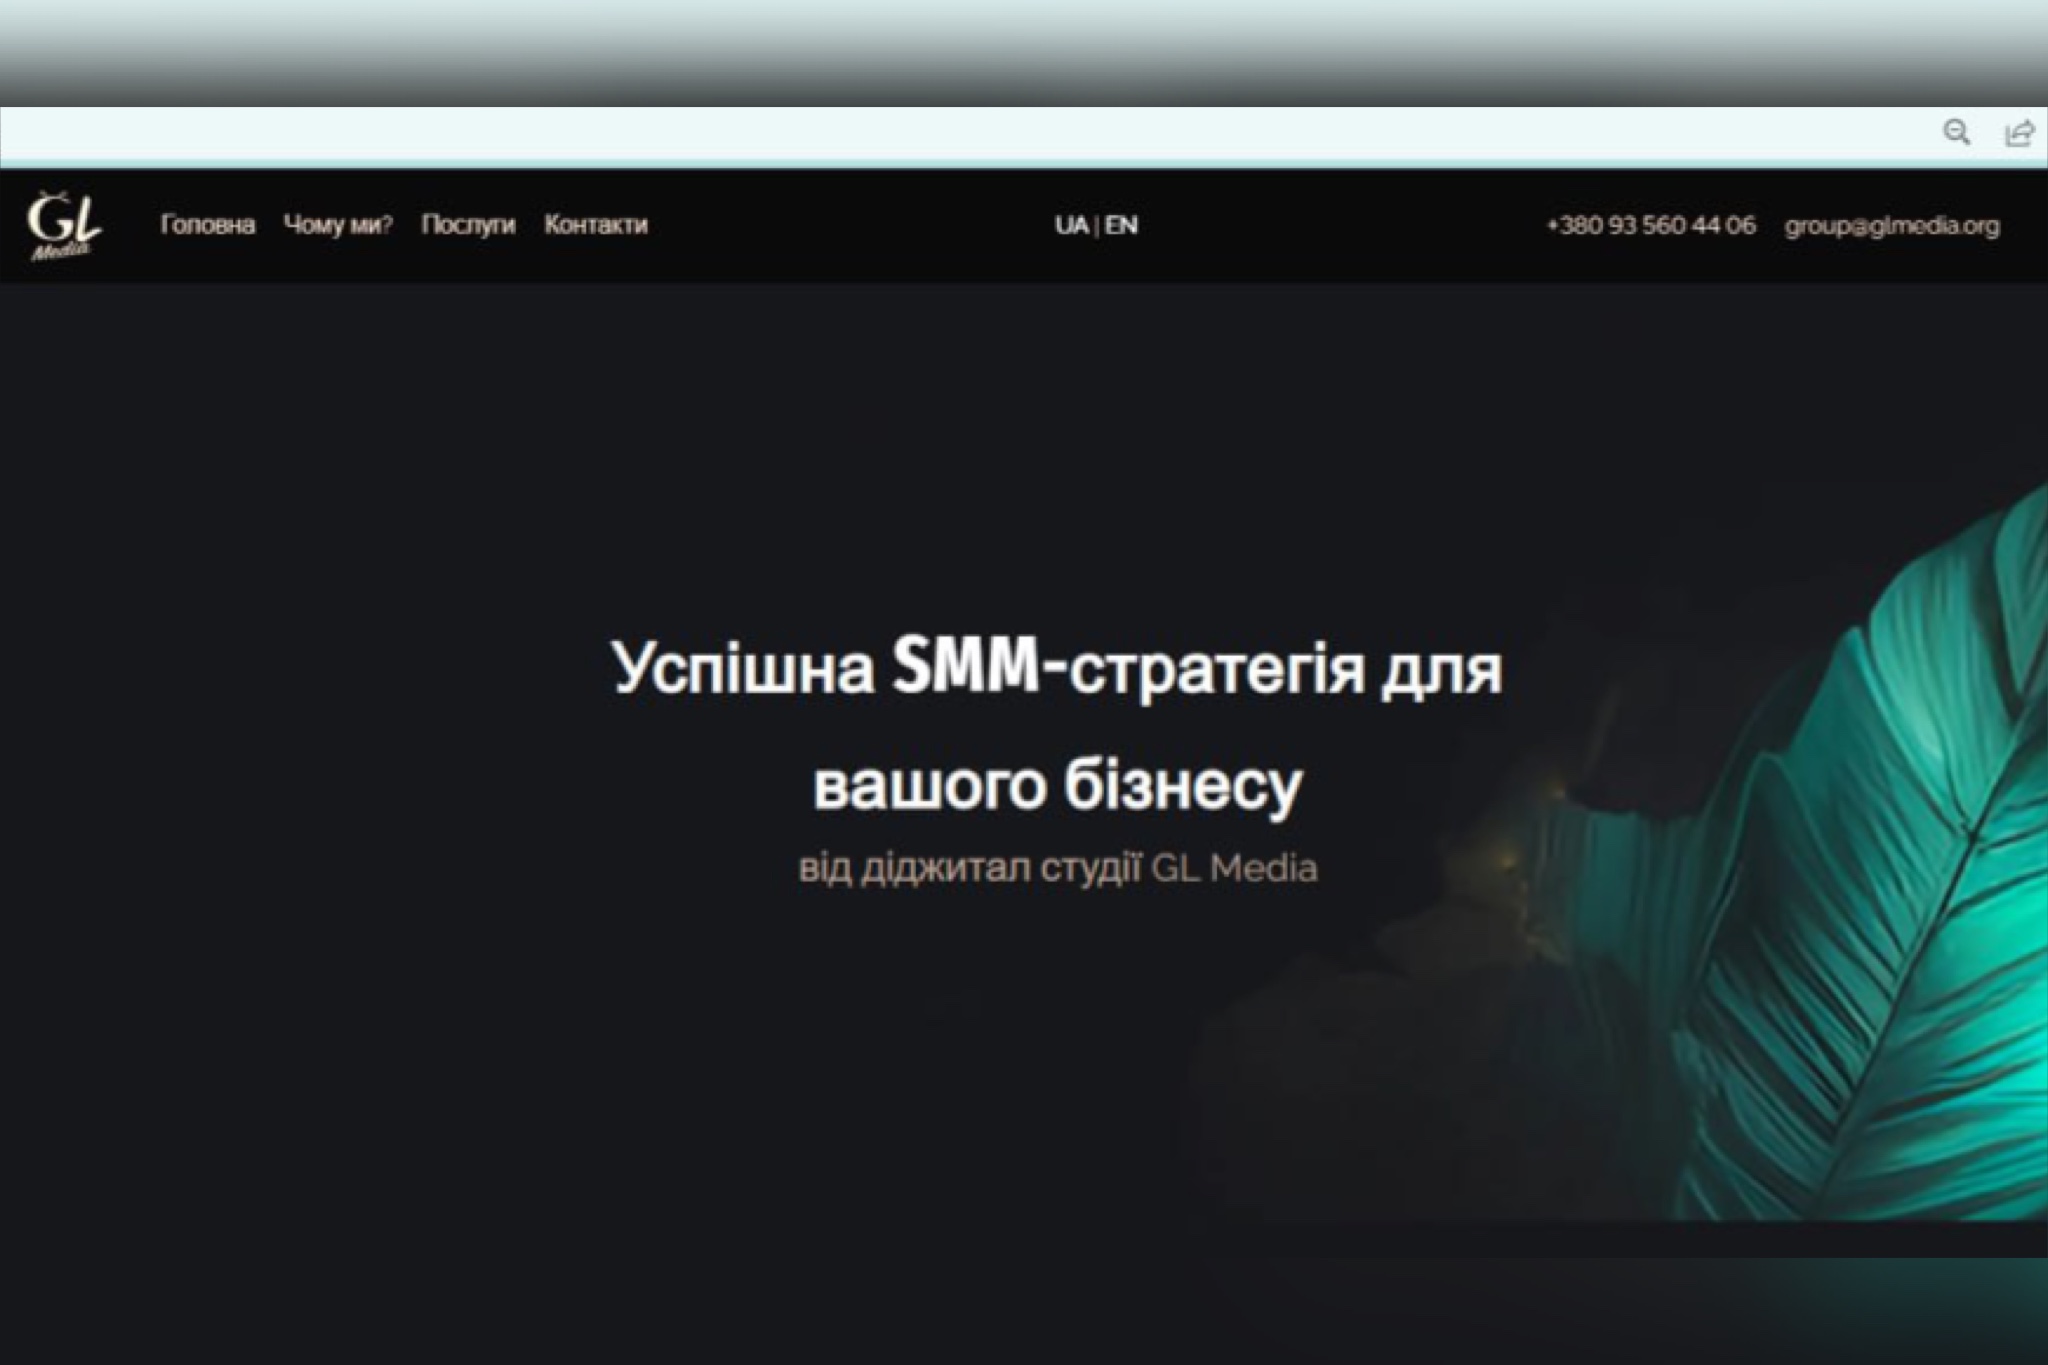 GL
Media
Головна Чому ми? Послуги Контакти UA | EN +380 93 560 44 06 group@glmedia.org
Успішна SMM-стратегія для
вашого бізнесу
від діджитал студії GL Media